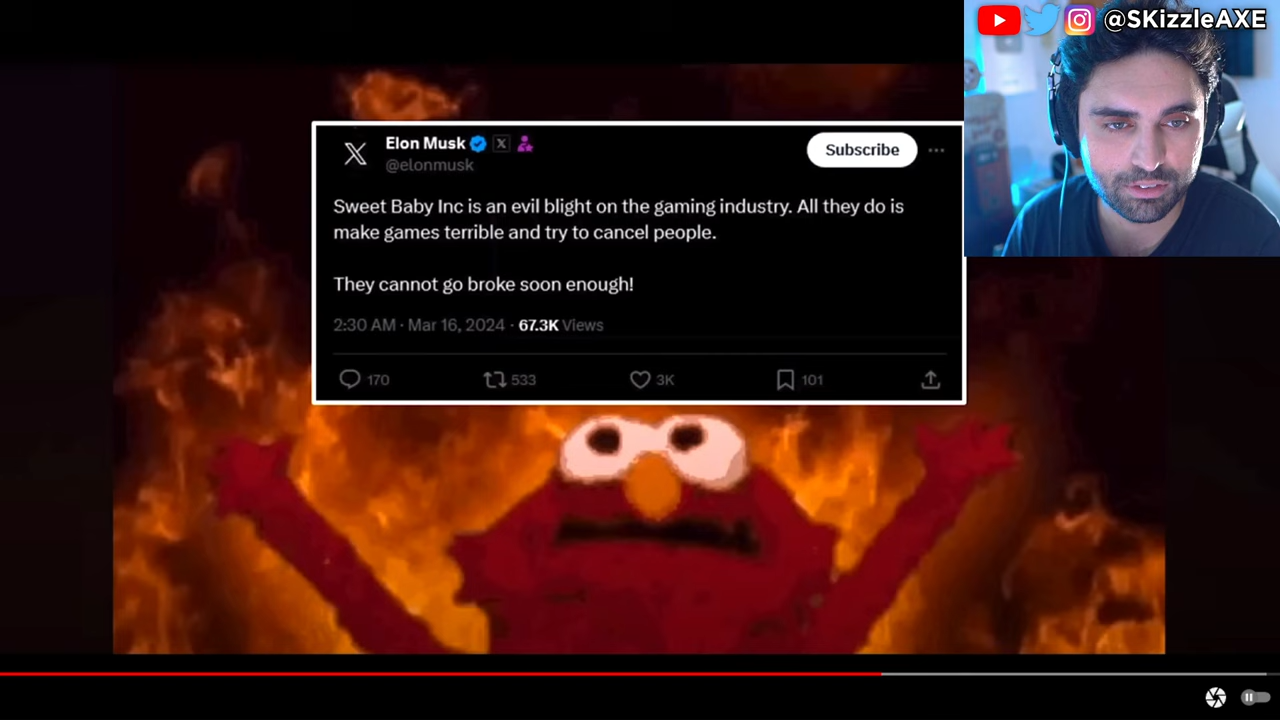 @SKizzleAXE
Elon Musk
@elonmusk
Subscribe
Sweet Baby Inc is an evil blight on the gaming industry. All they do is
make games terrible and try to cancel people.
They cannot go broke soon enough!
2:30 AM · Mar 16, 2024 · 67.3K Views
170 533 3K 101